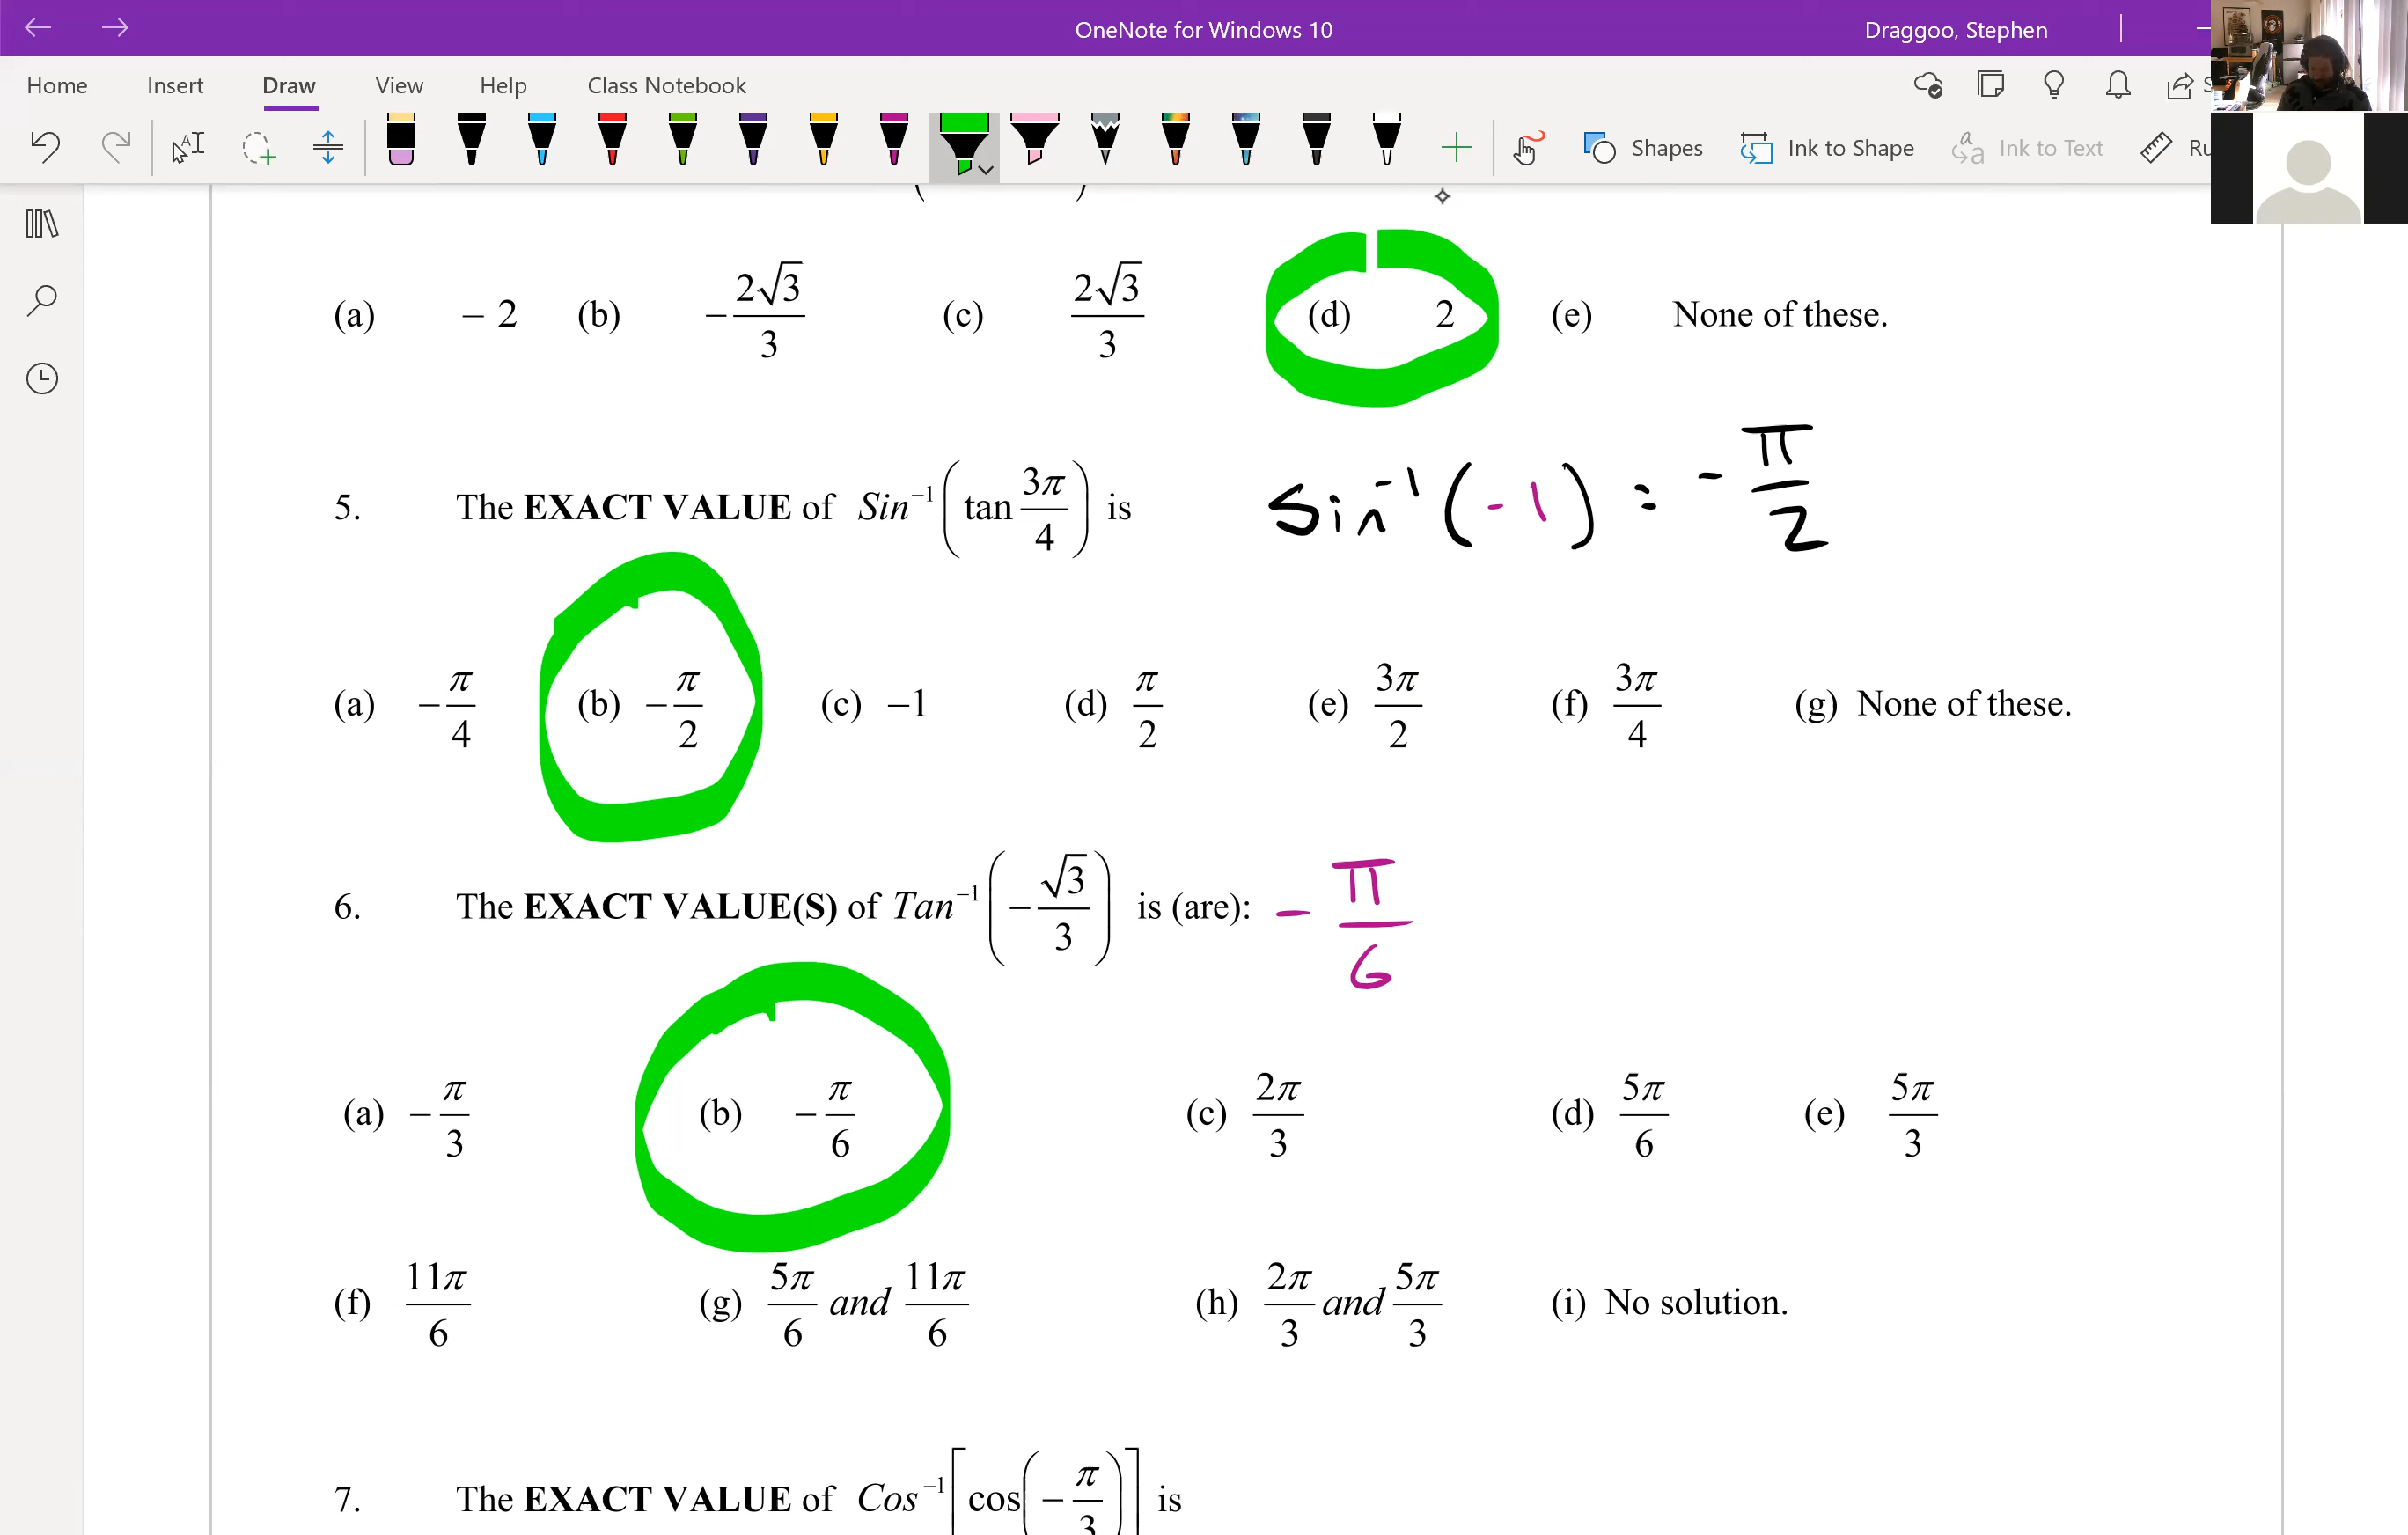 OneNote for Windows 10
Draggoo, Stephen
Home Insert Draw View Help Class Notebook
Shapes Ink to Shape Ink to Text
(a) − 2 (b) −2√3/3 (c) 2√3/3 (d) 2 (e) None of these.
5. The EXACT VALUE of Sin⁻¹(tan 3π/4) is sin⁻¹(-1) = -π/2
(a) −π/4 (b) −π/2 (c) −1 (d) π/2 (e) 3π/2 (f) 3π/4 (g) None of these.
6. The EXACT VALUE(S) of Tan⁻¹(−√3/3) is (are): -π/6
(a) −π/3 (b) −π/6 (c) 2π/3 (d) 5π/6 (e) 5π/3
(f) 11π/6 (g) 5π/6 and 11π/6 (h) 2π/3 and 5π/3 (i) No solution.
7. The EXACT VALUE of Cos⁻¹[cos(−π/3)] is